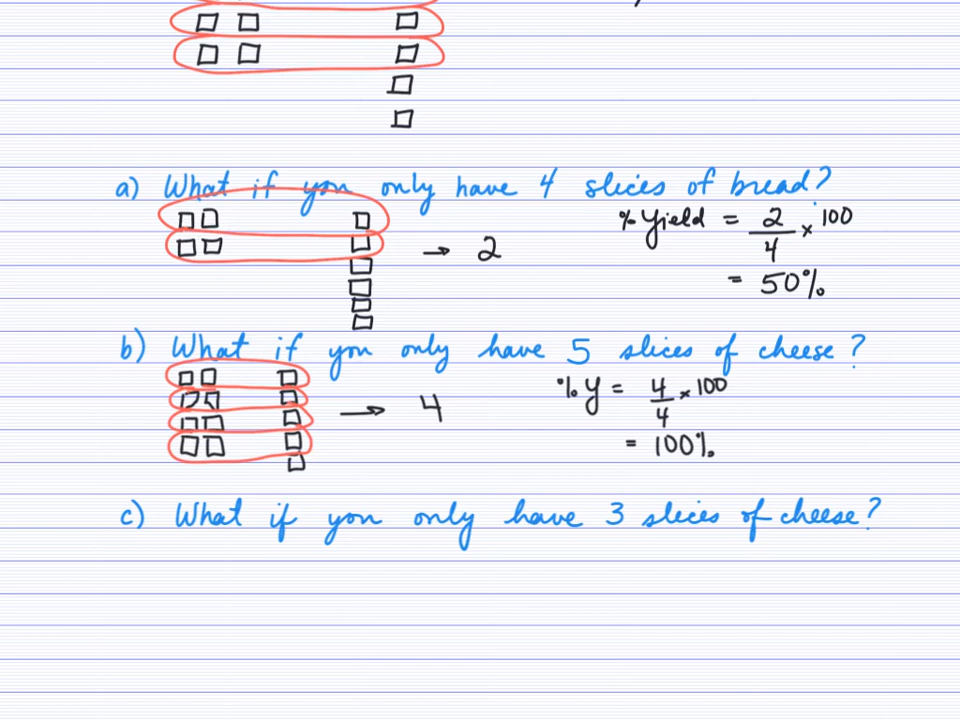 a) What if you only have 4 slices of bread?
% Yield = 2/4 × 100
→ 2
= 50%
b) What if you only have 5 slices of cheese?
% Y = 4/4 × 100
→ 4
= 100%
c) What if you only have 3 slices of cheese?